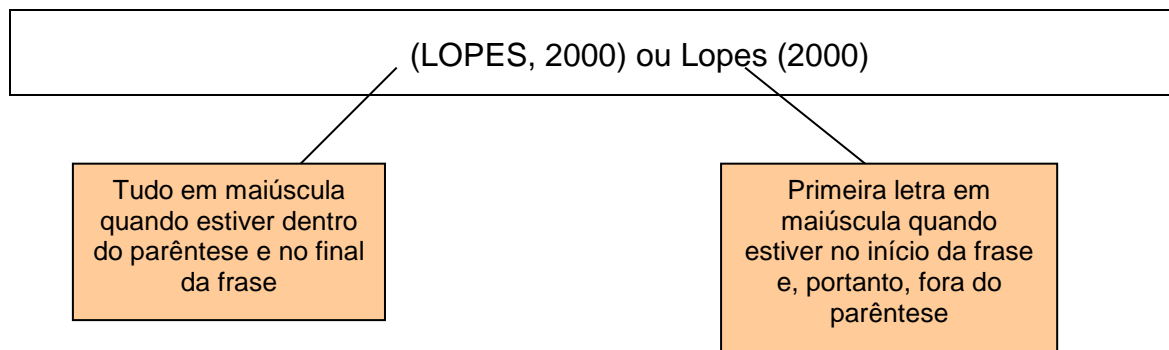 (LOPES, 2000) ou Lopes (2000)
Tudo em maiúscula
quando estiver dentro
do parêntese e no final
da frase
Primeira letra em
maiúscula quando
estiver no início da frase
e, portanto, fora do
parêntese